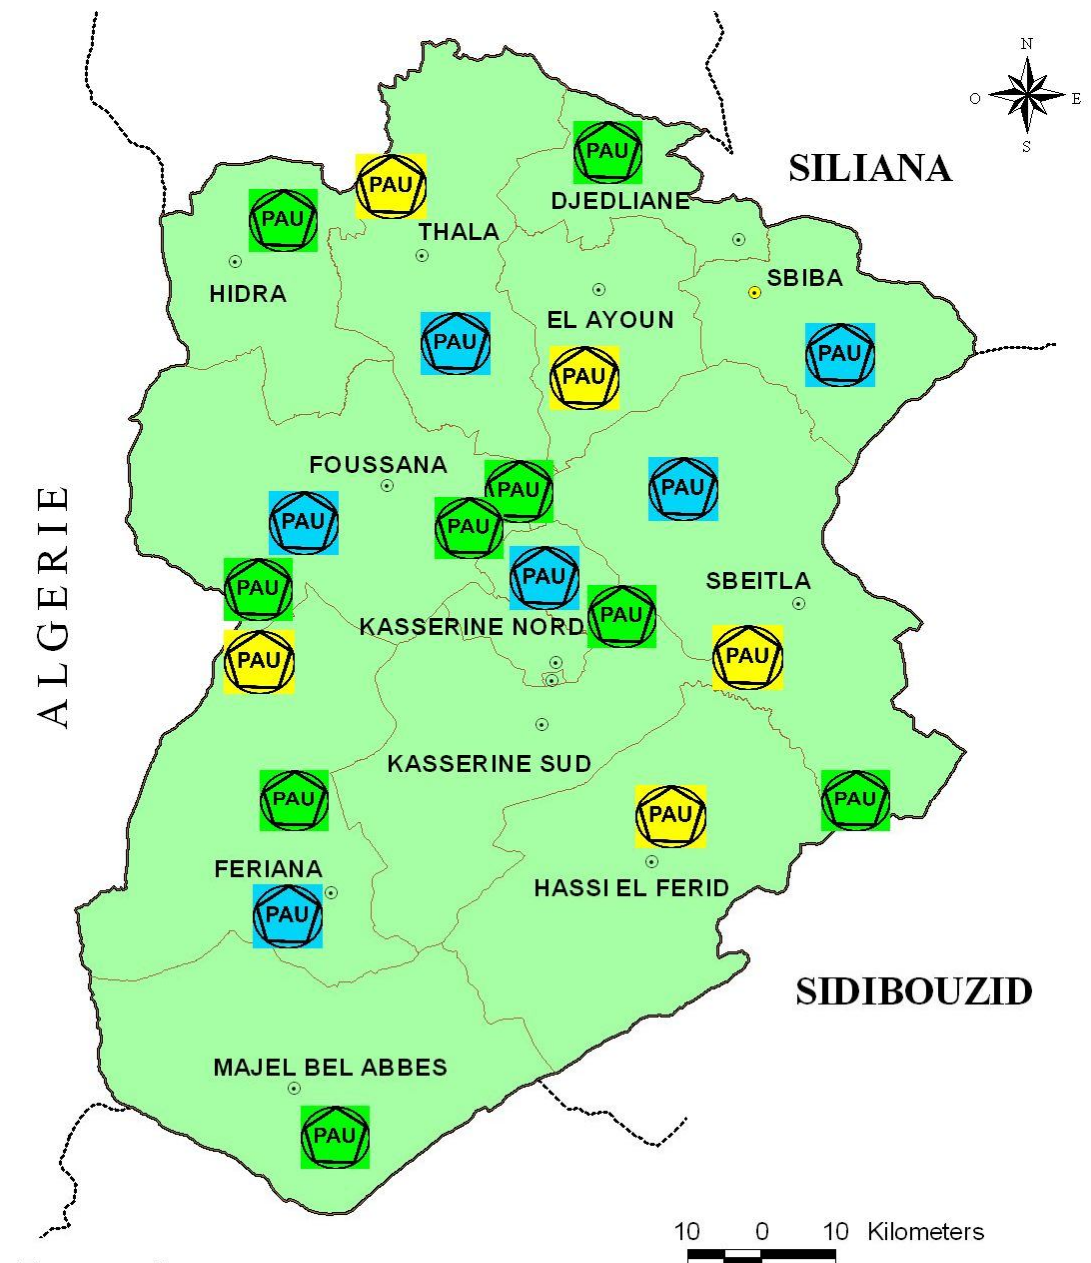 N
O E
S
SILIANA
PAU
DJEDLIANE
PAU
PAU
THALA
HIDRA
SBIBA
EL AYOUN
PAU
PAU
PAU
FOUSSANA
PAU
PAU
PAU
PAU
ALGERIE
PAU
PAU
SBEITLA
PAU
KASSERINE NORD
PAU
PAU
KASSERINE SUD
PAU
PAU
PAU
FERIANA
HASSI EL FERID
PAU
SIDIBOUZID
MAJEL BEL ABBES
PAU
10 0 10 Kilometers